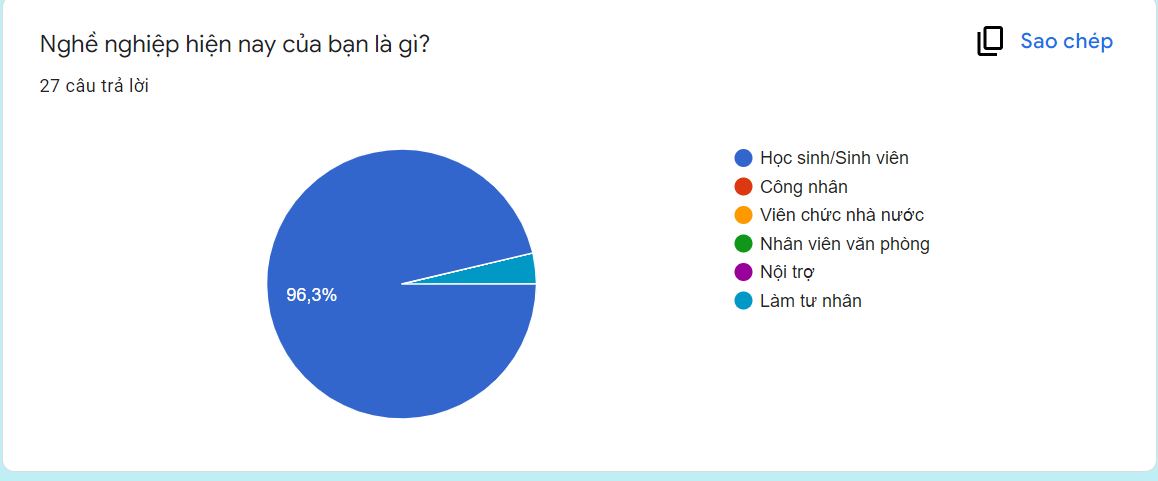 Nghề nghiệp hiện nay của bạn là gì?
Sao chép
27 câu trả lời
96,3%
Học sinh/Sinh viên
Công nhân
Viên chức nhà nước
Nhân viên văn phòng
Nội trợ
Làm tư nhân